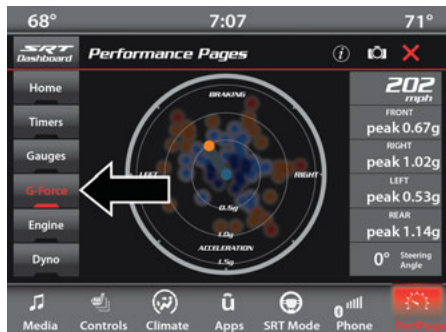 68°
7:07
71°
SRT
Dashboard
Performance Pages
i
Home
Timers
Gauges
G-Force
Engine
Dyno
BRAKING
LEFT
RIGHT
0.5g
1.0g
ACCELERATION
1.5g
202
mph
FRONT
peak 0.67g
RIGHT
peak 1.02g
LEFT
peak 0.53g
REAR
peak 1.14g
0° Steering
Angle
Media
Controls
Climate
Apps
SRT Mode
Phone